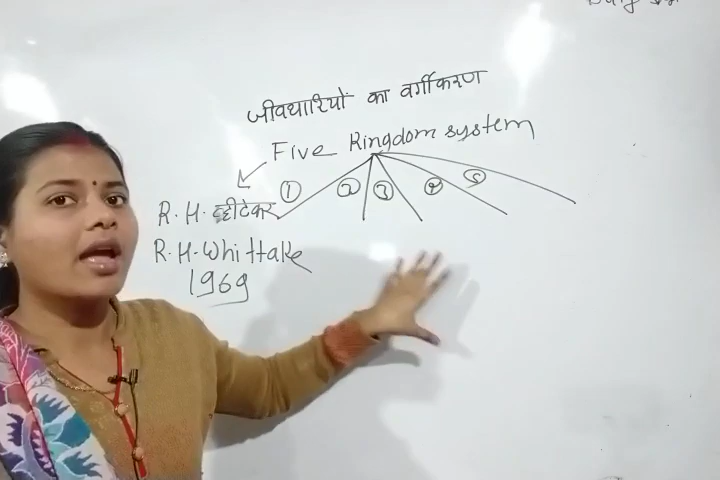 जीवधारियों का वर्गीकरण
Five Kingdom system
① ② ③ ④ ⑤
R.H. व्हीटेकर
R.H. Whittake
1969